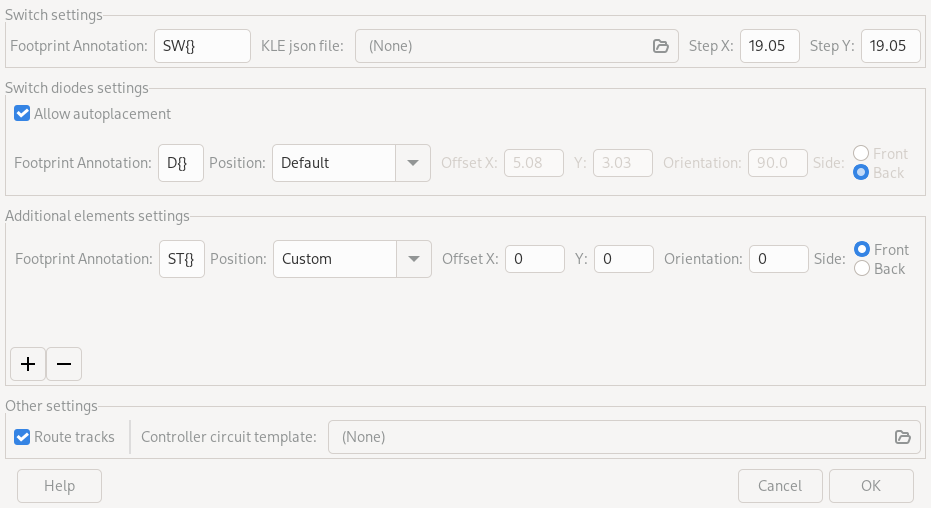 Switch settings
Footprint Annotation: SW{} KLE json file: (None) Step X: 19.05 Step Y: 19.05
Switch diodes settings
Allow autoplacement
Footprint Annotation: D{} Position: Default Offset X: 5.08 Y: 3.03 Orientation: 90.0 Side: Front
Back
Additional elements settings
Footprint Annotation: ST{} Position: Custom Offset X: 0 Y: 0 Orientation: 0 Side: Front
Back
+ −
Other settings
Route tracks Controller circuit template: (None)
Help Cancel OK